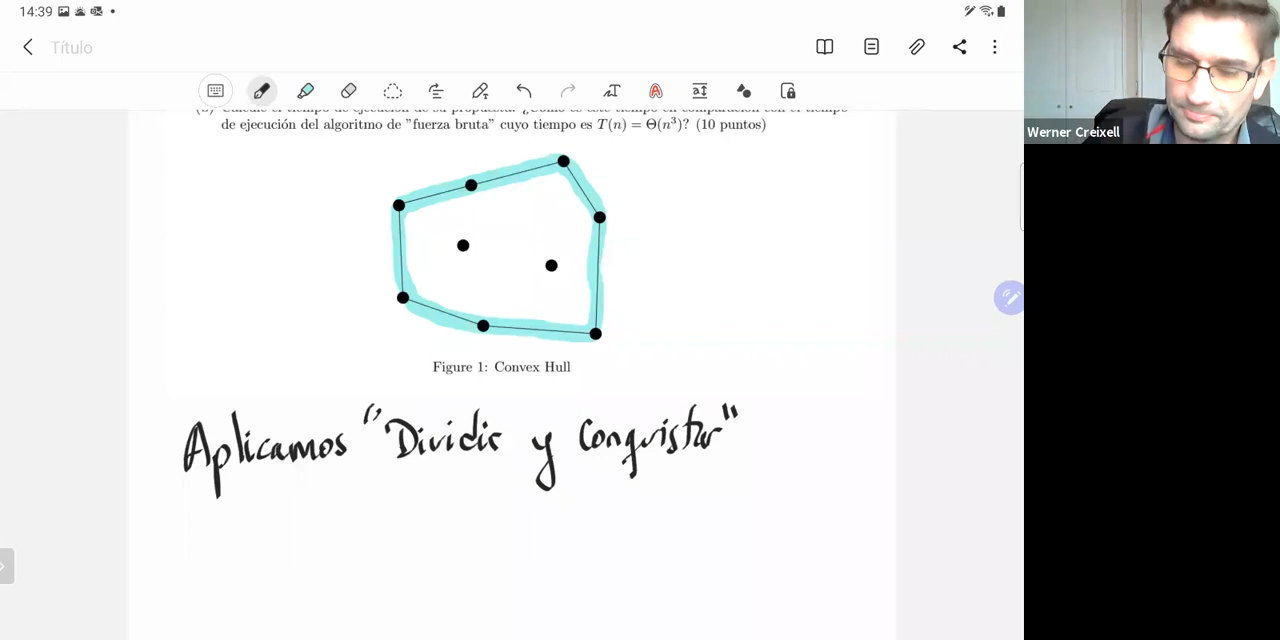 14:39
Título
de ejecución del algoritmo de "fuerza bruta" cuyo tiempo es T(n) = Θ(n³)? (10 puntos)
Figure 1: Convex Hull
Aplicamos "Dividir y Conquistar"
Werner Creixell